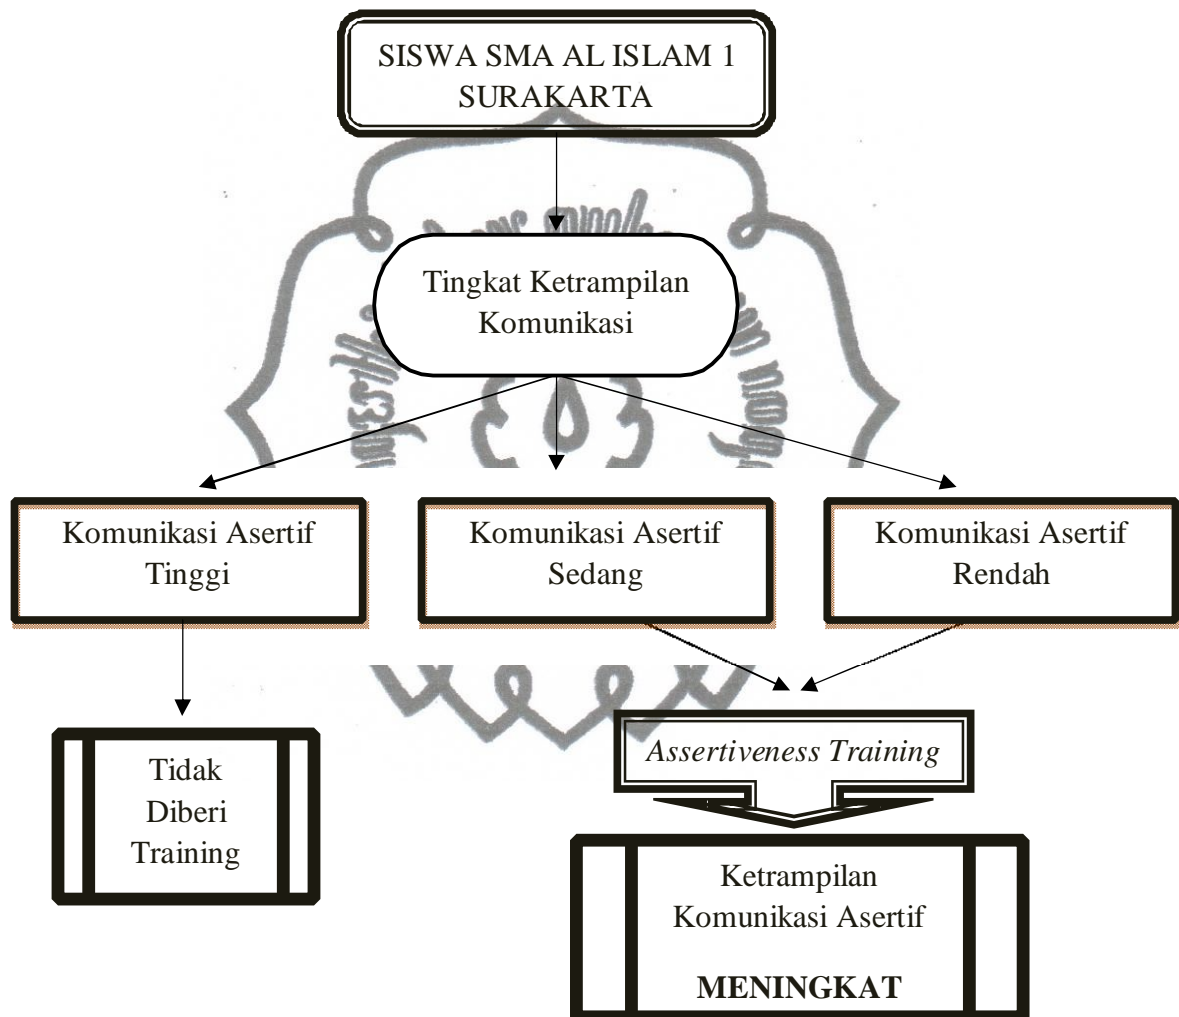 SISWA SMA AL ISLAM 1
SURAKARTA
Tingkat Ketrampilan
Komunikasi
Komunikasi Asertif
Tinggi
Komunikasi Asertif
Sedang
Komunikasi Asertif
Rendah
Tidak
Diberi
Training
Assertiveness Training
Ketrampilan
Komunikasi Asertif
MENINGKAT